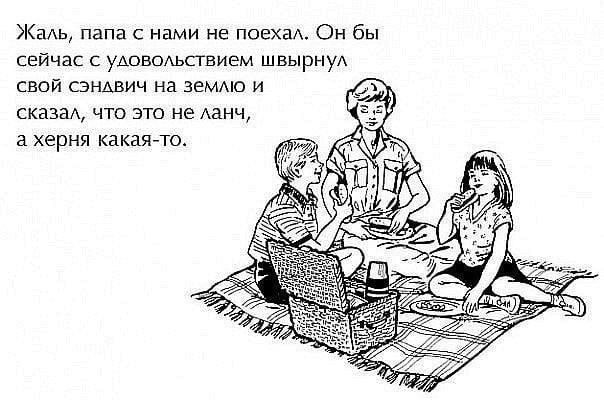 Жаль, папа с нами не поехал. Он бы
сейчас с удовольствием швырнул
свой сэндвич на землю и
сказал, что это не ланч,
а херня какая-то.